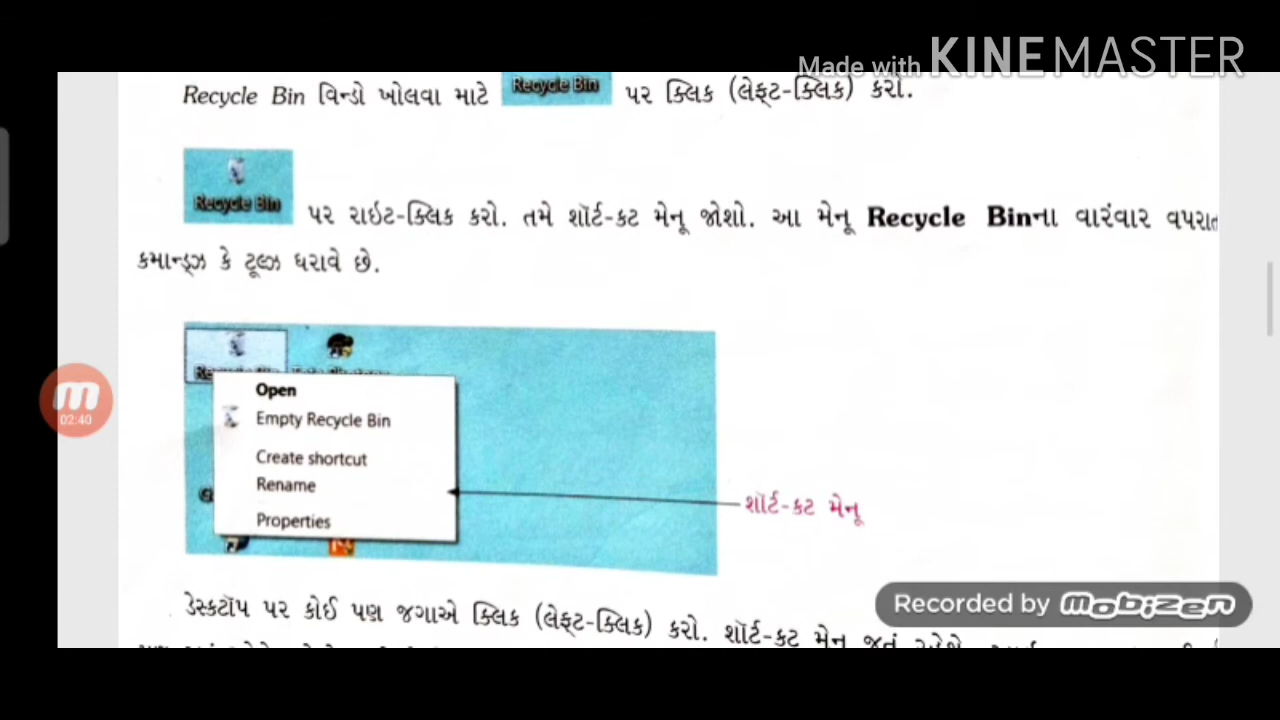 Made with KINEMASTER
Recycle Bin વિન્ડો ખોલવા માટે Recycle Bin પર ક્લિક (લેફ્ટ-ક્લિક) કરો.
Recycle Bin પર રાઇટ-ક્લિક કરો. તમે શૉર્ટ-કટ મેનૂ જોશો. આ મેનૂ Recycle Binના વારંવાર વપરાત
કમાન્ડ્ઝ કે ટૂલ્ઝ ધરાવે છે.
Open
Empty Recycle Bin
Create shortcut
Rename
Properties
શૉર્ટ-કટ મેનૂ
02:40
Recorded by mobizen
ડેસ્કટૉપ પર કોઈ પણ જગાએ ક્લિક (લેફ્ટ-ક્લિક) કરો. શૉર્ટ-કટ મેનૂ જતું રહેશે.